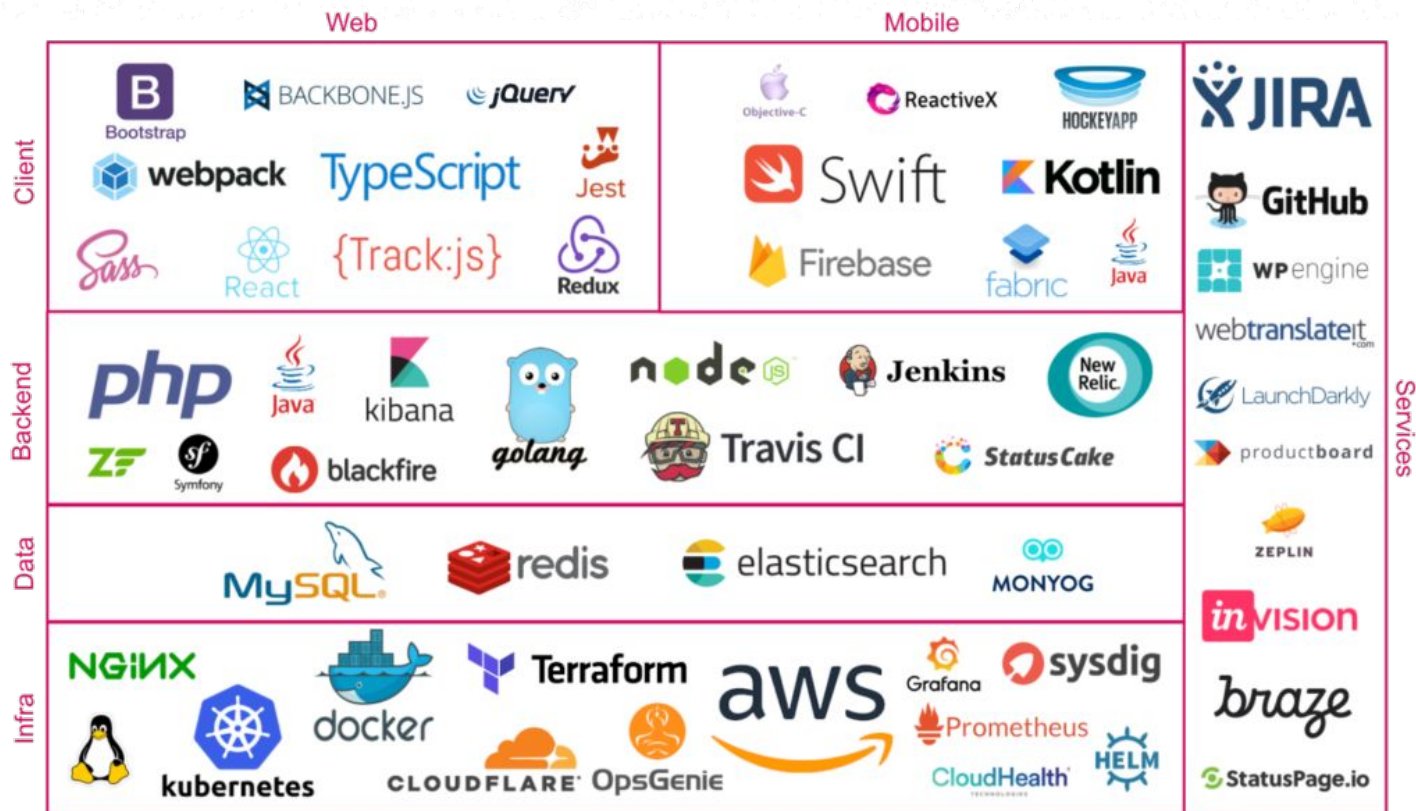 Web
Mobile
Client
B
Bootstrap
BACKBONE.JS
jQuery
webpack
TypeScript
Jest
Sass
React
{Track:js}
Redux
Objective-C
ReactiveX
HOCKEYAPP
Swift
Kotlin
Firebase
fabric
Java
Backend
php
Java
kibana
golang
node
JS
Jenkins
New
Relic.
ZF
sf
Symfony
blackfire
T
Travis CI
StatusCake
Data
MySQL®
redis
elasticsearch
MONYOG
Infra
NGiNX
docker
Terraform
aws
Grafana
sysdig
kubernetes
CLOUDFLARE
OpsGenie
Prometheus
CloudHealth
TECHNOLOGIES
HELM
Services
JIRA
GitHub
WP engine
webtranslateit
.com
LaunchDarkly
productboard
ZEPLIN
inVISION
braze
StatusPage.io